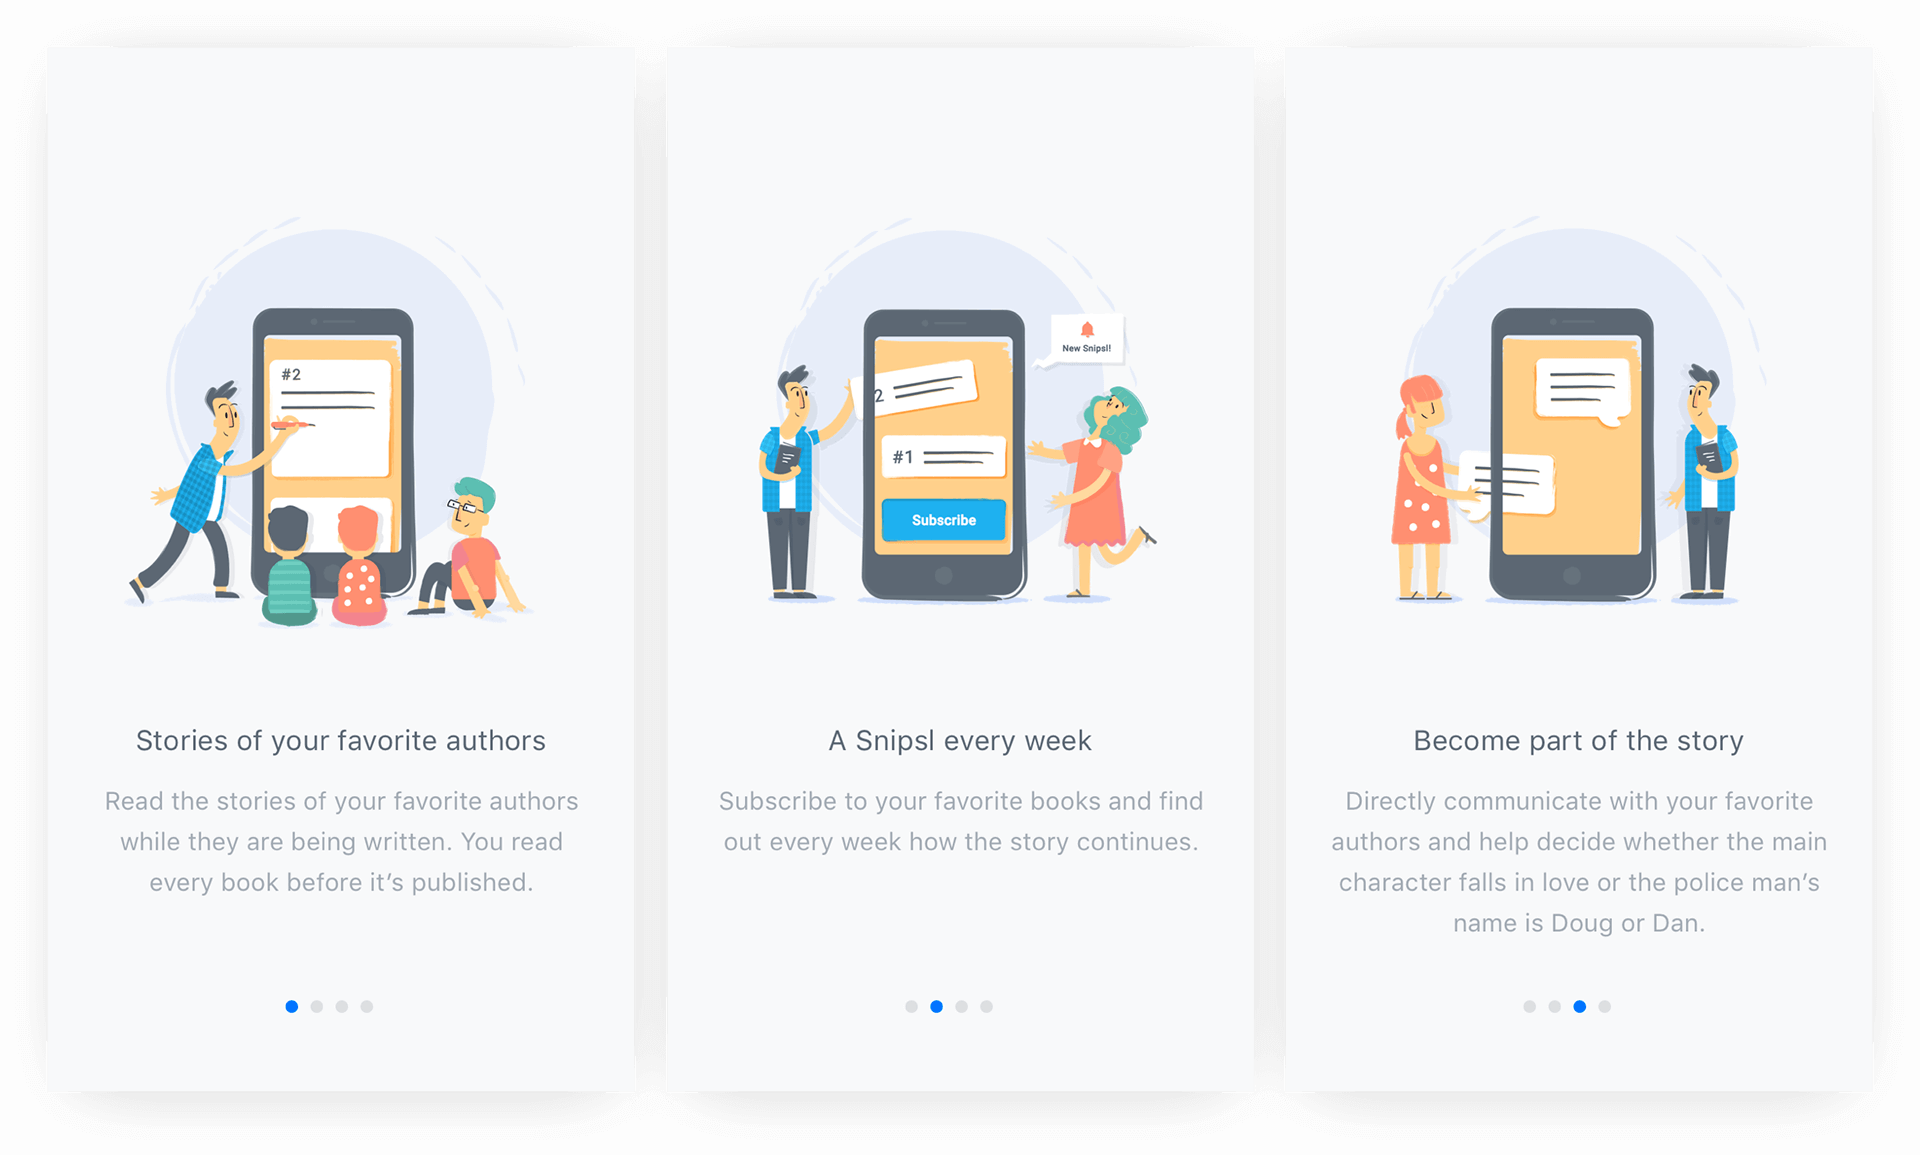 #2
Stories of your favorite authors
Read the stories of your favorite authors
while they are being written. You read
every book before it’s published.
New Snipsl!
2
#1
Subscribe
A Snipsl every week
Subscribe to your favorite books and find
out every week how the story continues.
Become part of the story
Directly communicate with your favorite
authors and help decide whether the main
character falls in love or the police man’s
name is Doug or Dan.